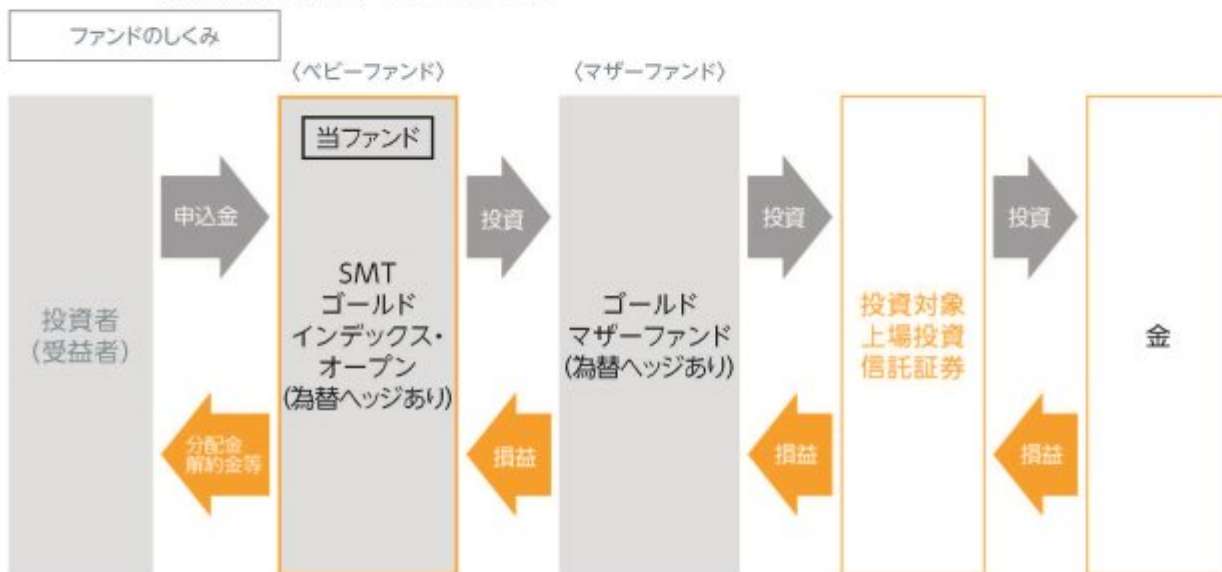 ファンドのしくみ
〈ベビーファンド〉
〈マザーファンド〉
投資者
(受益者)
申込金
分配金
解約金等
当ファンド
SMT
ゴールド
インデックス・
オープン
(為替ヘッジあり)
投資
損益
ゴールド
マザーファンド
(為替ヘッジあり)
投資
損益
投資対象
上場投資
信託証券
投資
損益
金